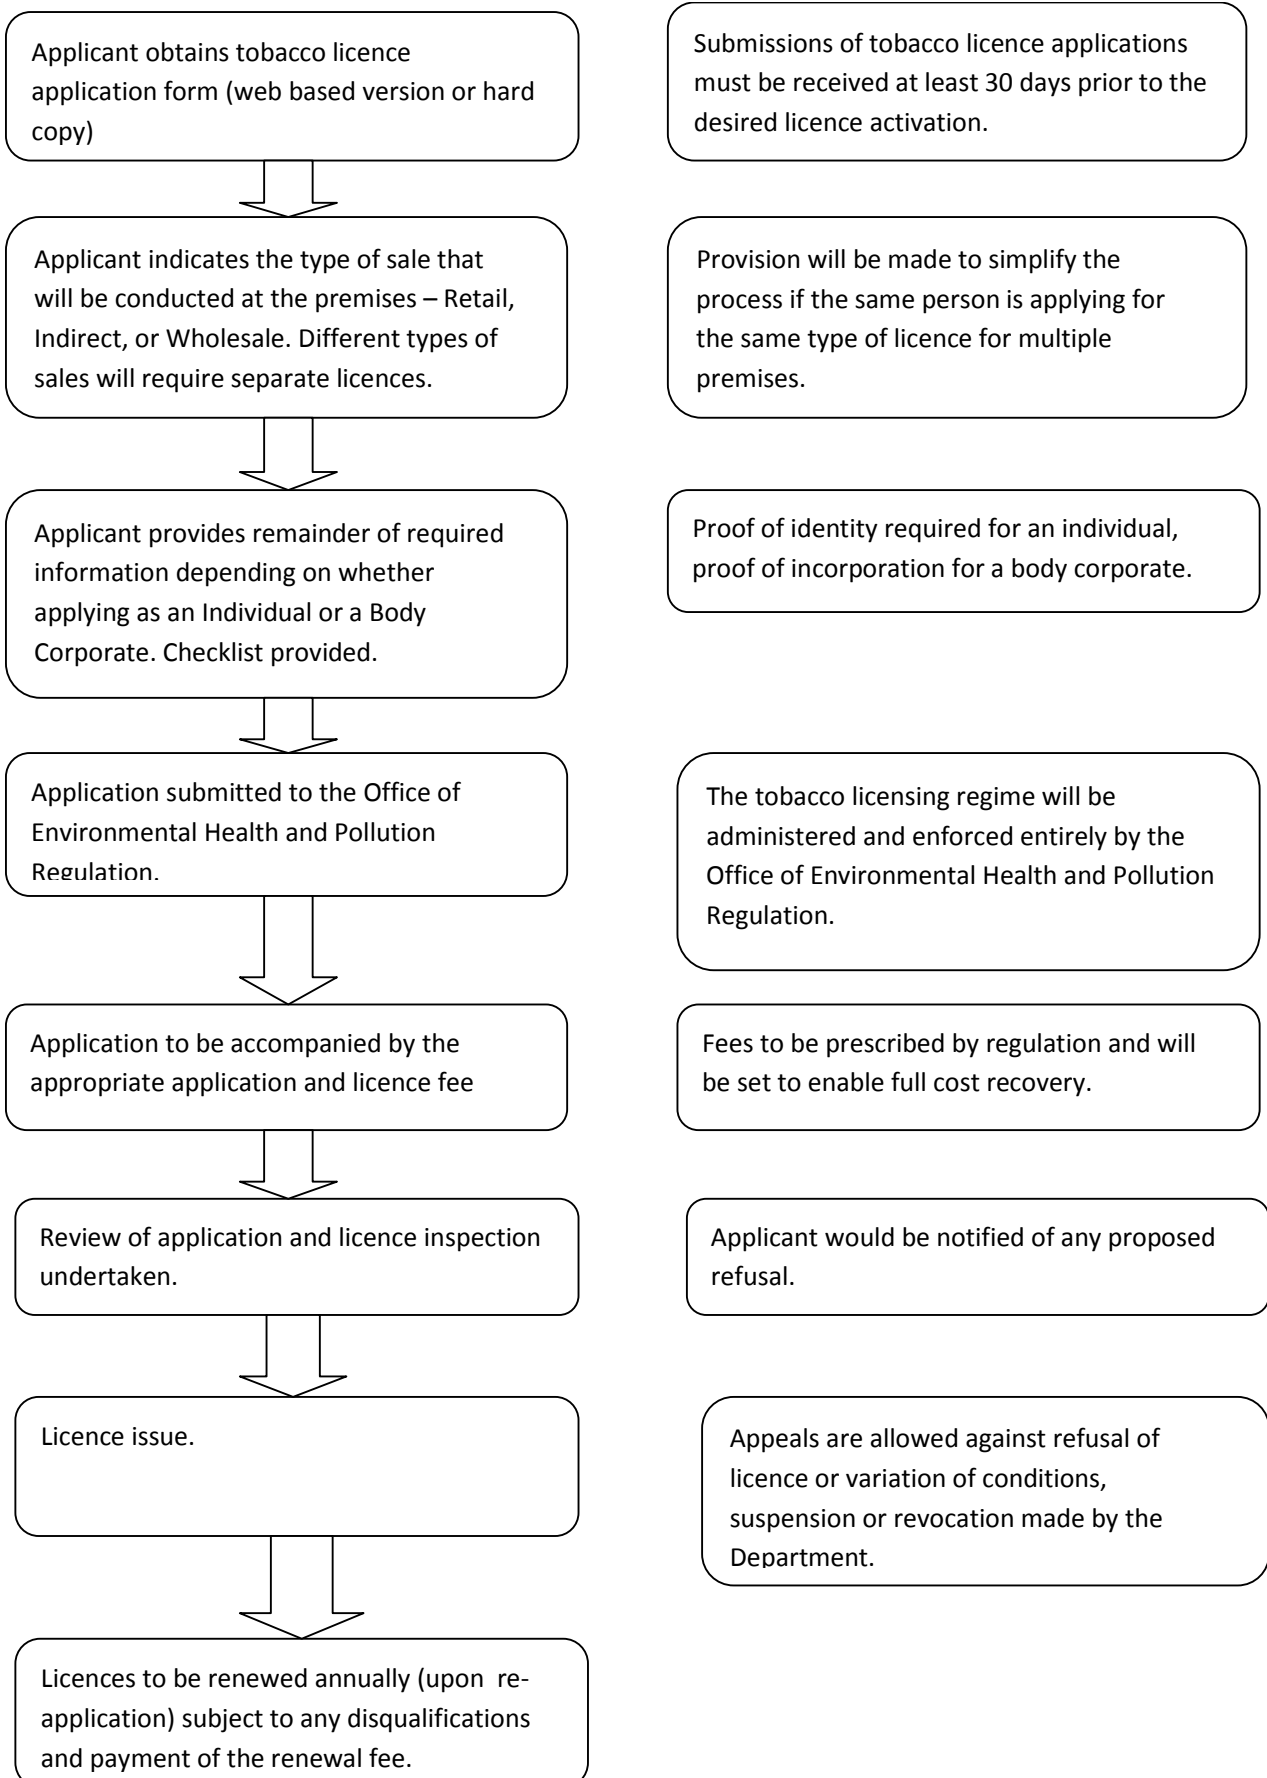 Applicant obtains tobacco licence
application form (web based version or hard
copy)
Submissions of tobacco licence applications
must be received at least 30 days prior to the
desired licence activation.
Applicant indicates the type of sale that
will be conducted at the premises – Retail,
Indirect, or Wholesale. Different types of
sales will require separate licences.
Provision will be made to simplify the
process if the same person is applying for
the same type of licence for multiple
premises.
Applicant provides remainder of required
information depending on whether
applying as an Individual or a Body
Corporate. Checklist provided.
Proof of identity required for an individual,
proof of incorporation for a body corporate.
Application submitted to the Office of
Environmental Health and Pollution
Regulation.
The tobacco licensing regime will be
administered and enforced entirely by the
Office of Environmental Health and Pollution
Regulation.
Application to be accompanied by the
appropriate application and licence fee
Fees to be prescribed by regulation and will
be set to enable full cost recovery.
Review of application and licence inspection
undertaken.
Applicant would be notified of any proposed
refusal.
Licence issue.
Appeals are allowed against refusal of
licence or variation of conditions,
suspension or revocation made by the
Department.
Licences to be renewed annually (upon  re-
application) subject to any disqualifications
and payment of the renewal fee.